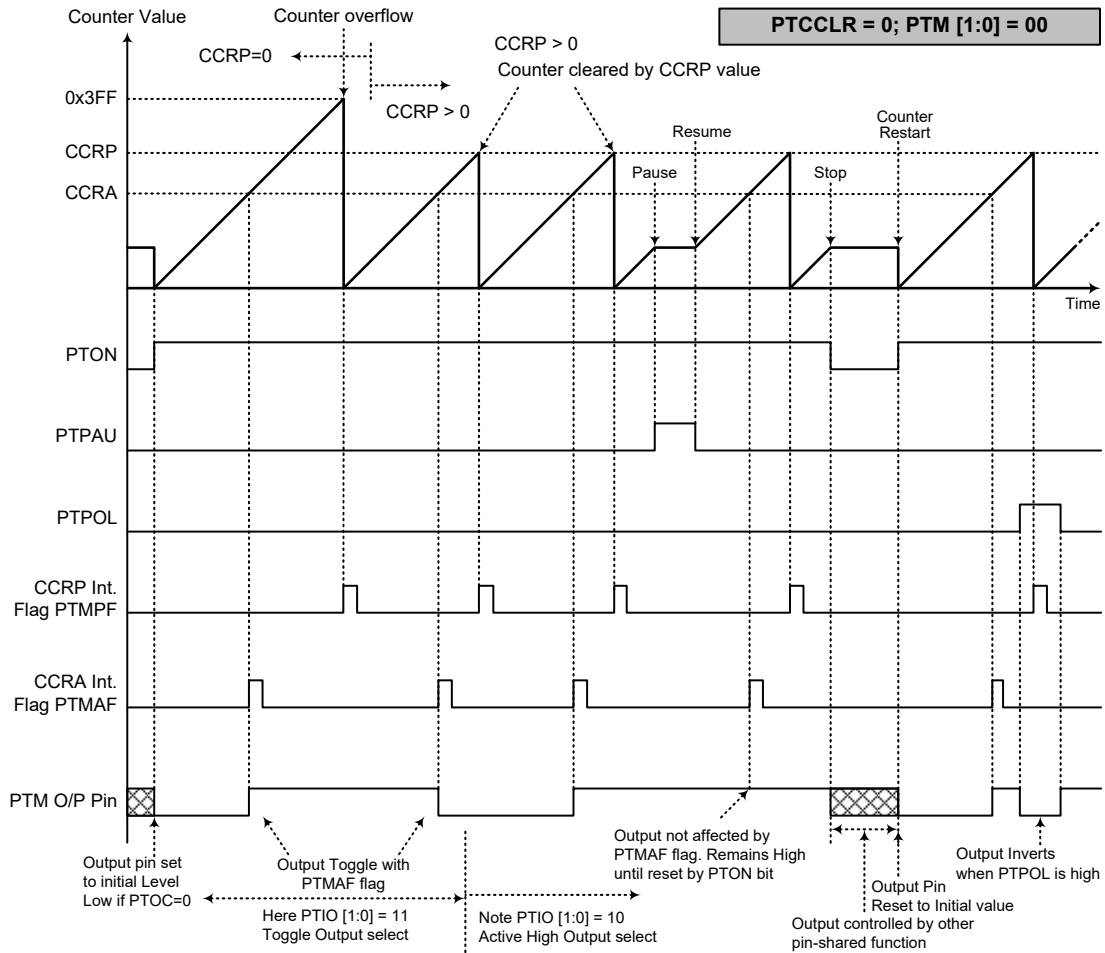 Counter Value
Counter overflow
PTCCLR = 0; PTM [1:0] = 00
CCRP=0
CCRP > 0
CCRP > 0
Counter cleared by CCRP value
0x3FF
CCRP
CCRA
Pause
Resume
Stop
Counter
Restart
Time
PTON
PTPAU
PTPOL
CCRP Int.
Flag PTMPF
CCRA Int.
Flag PTMAF
PTM O/P Pin
Output pin set
to initial Level
Low if PTOC=0
Output Toggle with
PTMAF flag
Here PTIO [1:0] = 11
Toggle Output select
Note PTIO [1:0] = 10
Active High Output select
Output not affected by
PTMAF flag. Remains High
until reset by PTON bit
Output Pin
Reset to Initial value
Output controlled by other
pin-shared function
Output Inverts
when PTPOL is high